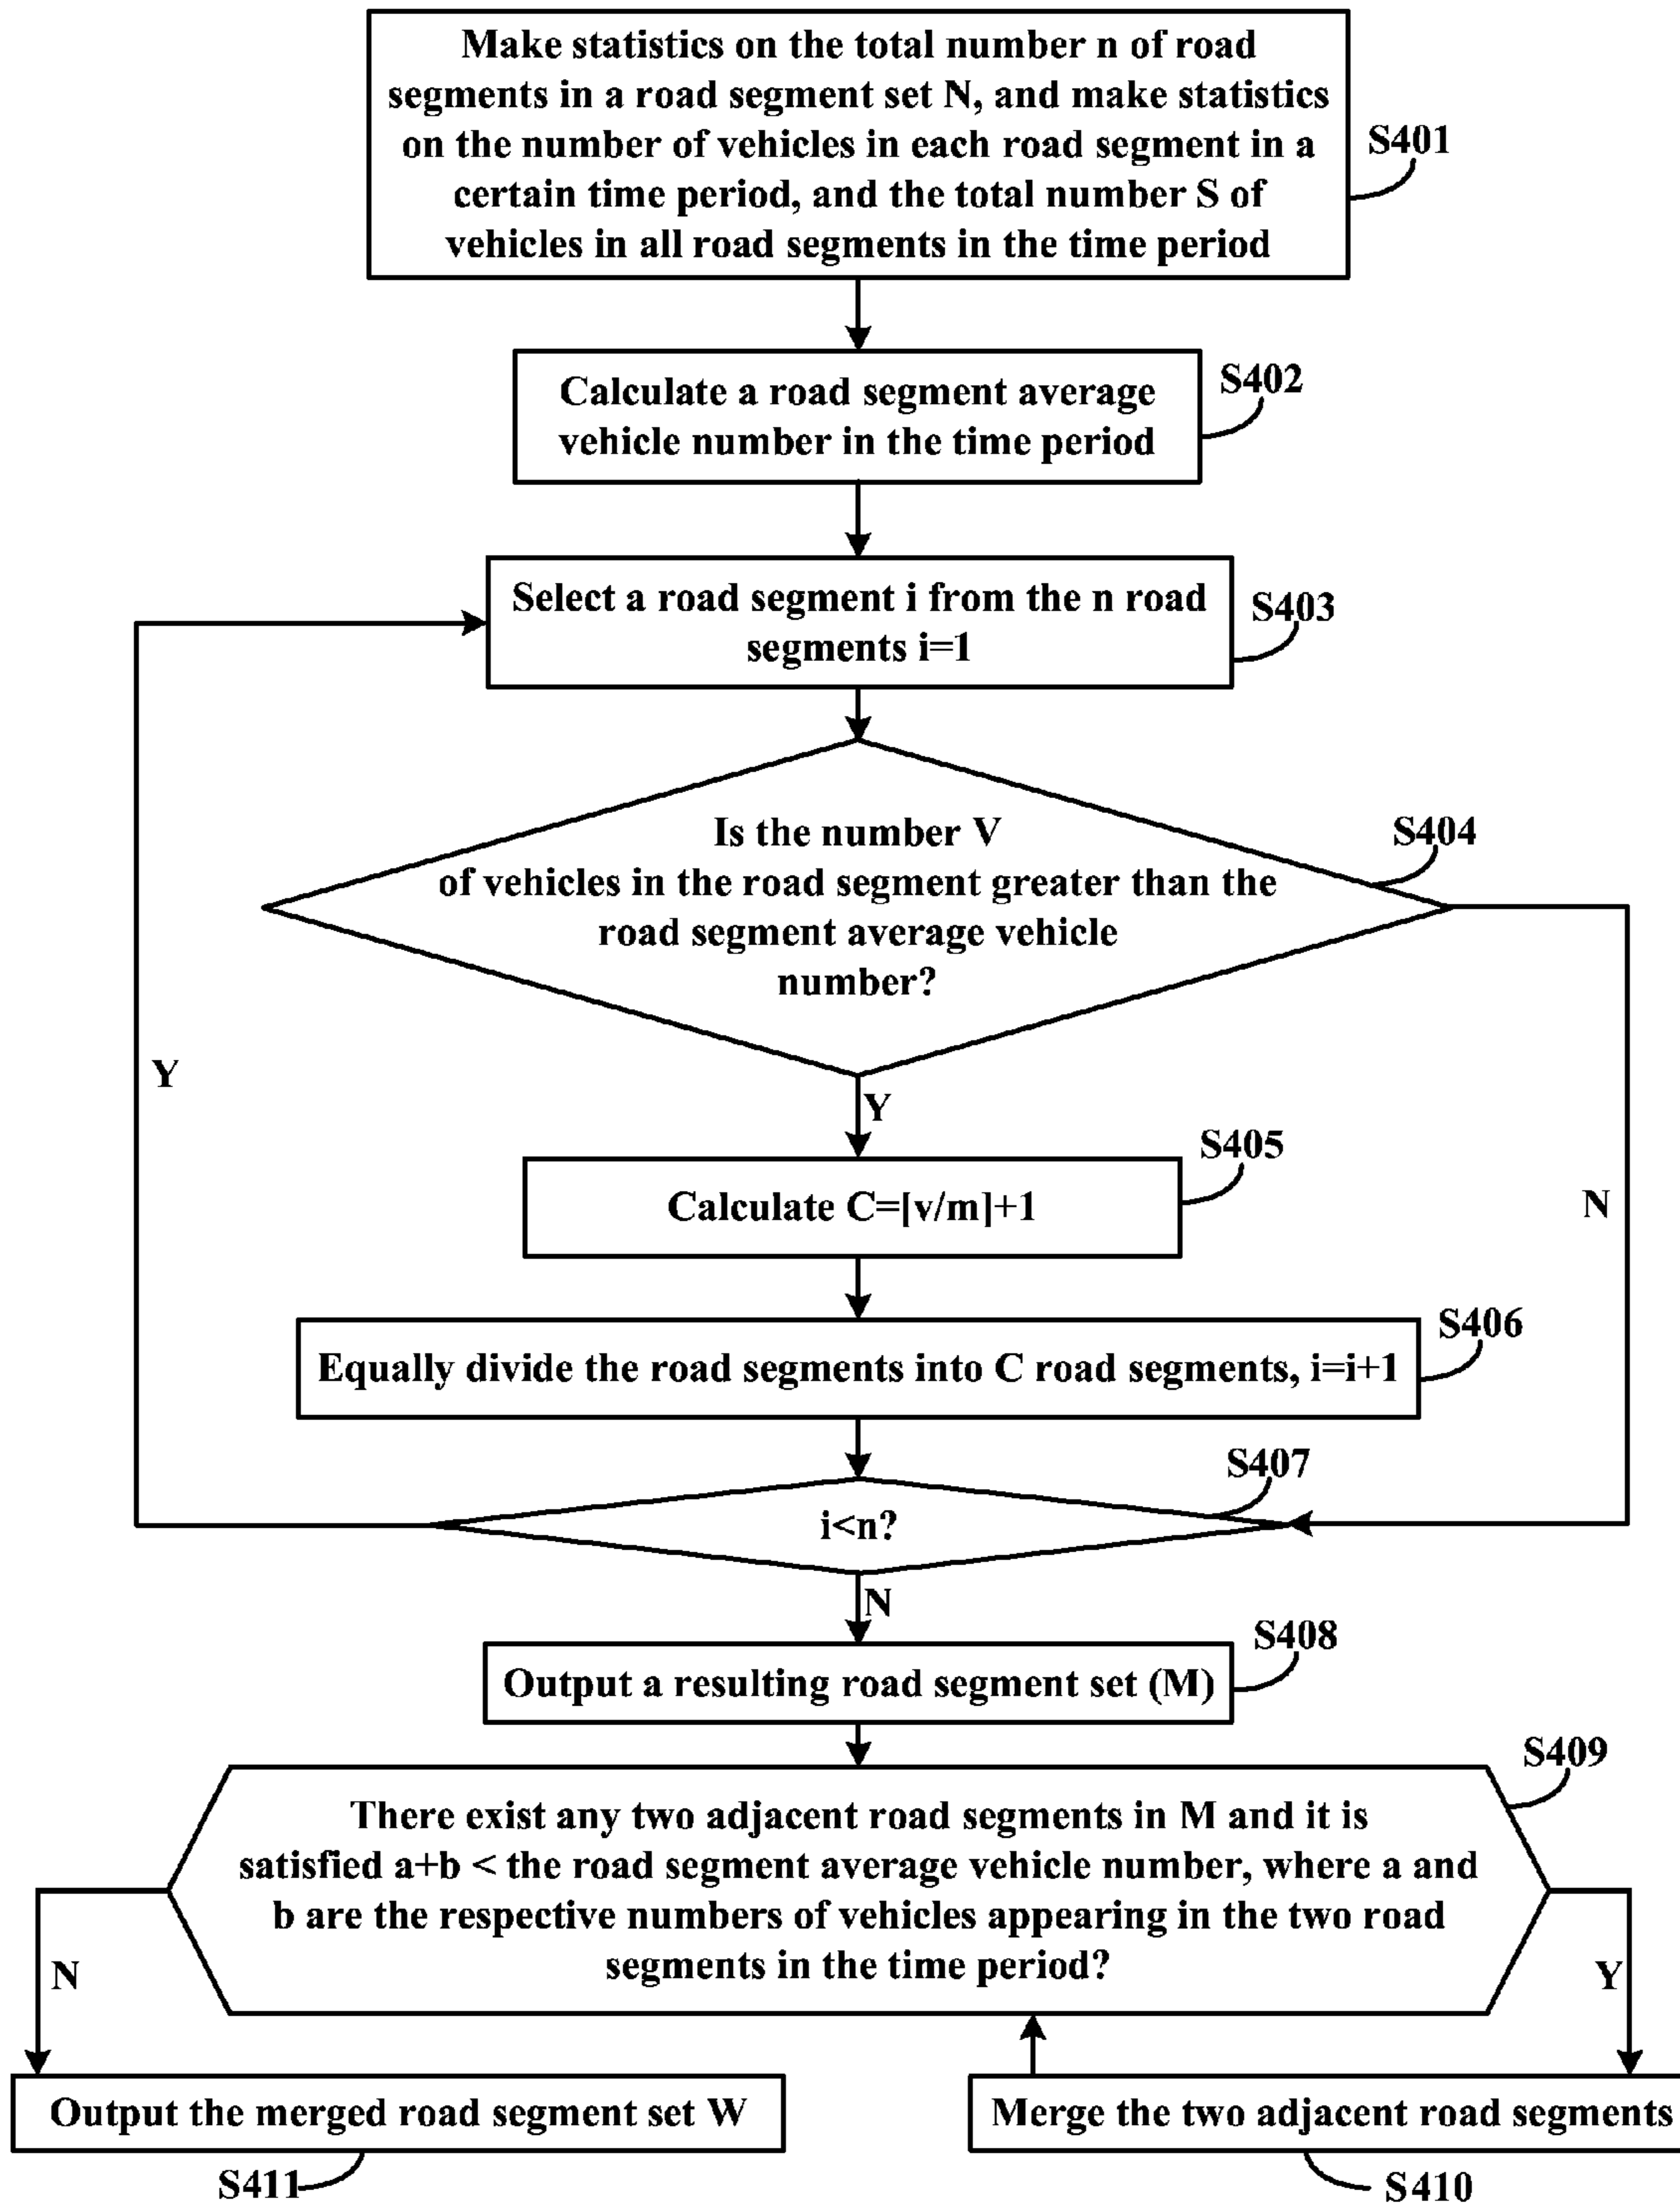 Make statistics on the total number n of road
segments in a road segment set N, and make statistics
on the number of vehicles in each road segment in a
certain time period, and the total number S of
vehicles in all road segments in the time period
S401
Calculate a road segment average
vehicle number in the time period
S402
Select a road segment i from the n road
segments i=1
S403
Is the number V
of vehicles in the road segment greater than the
road segment average vehicle
number?
S404
Y
Y
N
Calculate C=[v/m]+1
S405
Equally divide the road segments into C road segments, i=i+1
S406
i<n?
S407
N
Output a resulting road segment set (M)
S408
There exist any two adjacent road segments in M and it is
satisfied a+b < the road segment average vehicle number, where a and
b are the respective numbers of vehicles appearing in the two road
segments in the time period?
S409
N
Y
Output the merged road segment set W
S411
Merge the two adjacent road segments
S410